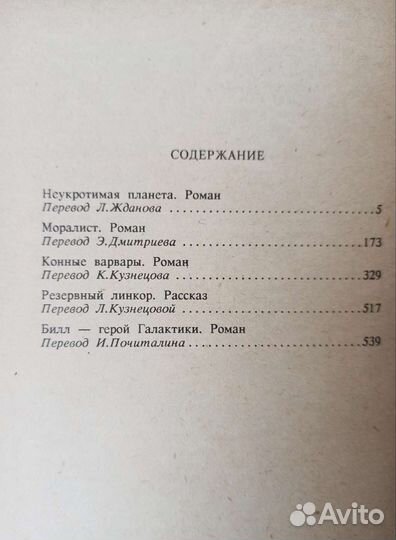 СОДЕРЖАНИЕ
Неукротимая планета. Роман
Перевод Л.Жданова . . . . . . . . . . . . . . . . . . . . . . . . . . . . . . 5
Моралист. Роман
Перевод Э.Дмитриева . . . . . . . . . . . . . . . . . . . . . . . . . . . 173
Конные варвары. Роман
Перевод К.Кузнецова . . . . . . . . . . . . . . . . . . . . . . . . . . . 329
Резервный линкор. Рассказ
Перевод Л.Кузнецовой . . . . . . . . . . . . . . . . . . . . . . . . . . 517
Билл — герой Галактики. Роман
Перевод И.Почиталина . . . . . . . . . . . . . . . . . . . . . . . . . . 539
Avito